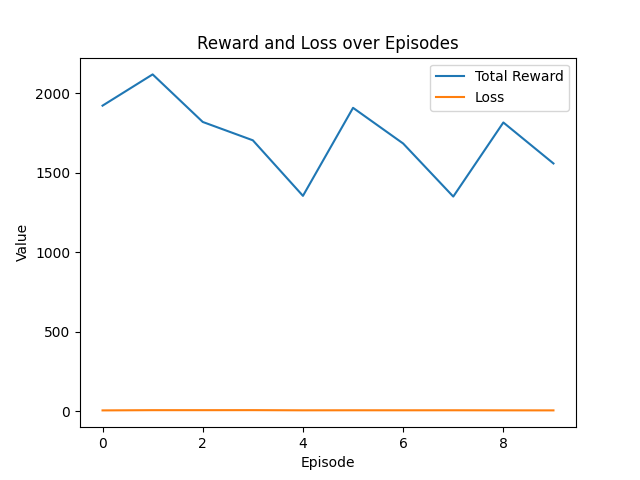 Reward and Loss over Episodes
Total Reward
Loss
2000
1500
1000
500
0
Value
0 2 4 6 8
Episode